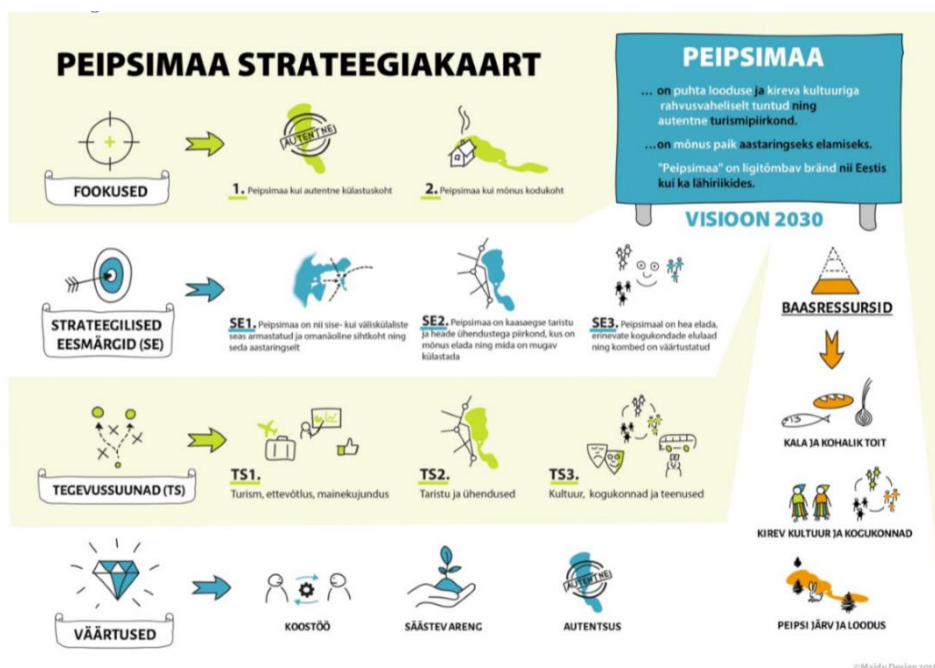 PEIPSIMAA STRATEEGIAKAART
PEIPSIMAA
... on puhta looduse ja kireva kultuuriga
rahvusvaheliselt tuntud ning
autentne turismipiirkond.
...on mõnus paik aastaringseks elamiseks.
"Peipsimaa" on ligitõmbav bränd nii Eestis
kui ka lähiriikides.
VISIOON 2030
FOOKUSED
AUTENTNE
1. Peipsimaa kui autentne külastuskoht
2. Peipsimaa kui mõnus kodukoht
STRATEEGILISED
EESMÄRGID (SE)
SE1. Peipsimaa on nii sise- kui väliskülaliste
seas armastatud ja omanäoline sihtkoht ning
seda aastaringselt
SE2. Peipsimaa on kaasaegse taristu
ja heade ühendustega piirkond, kus on
mõnus elada ning mida on mugav
külastada
SE3. Peipsimaal on hea elada,
erinevate kogukondade elulaad
ning kombed on väärtustatud
TEGEVUSSUUNAD (TS)
TS1.
Turism, ettevõtlus, mainekujundus
TS2.
Taristu ja ühendused
TS3.
Kultuur, kogukonnad ja teenused
VÄÄRTUSED
KOOSTÖÖ
SÄÄSTEV ARENG
AUTENTNE
AUTENTSUS
BAASRESSURSID
KALA JA KOHALIK TOIT
KIREV KULTUUR JA KOGUKONNAD
PEIPSI JÄRV JA LOODUS